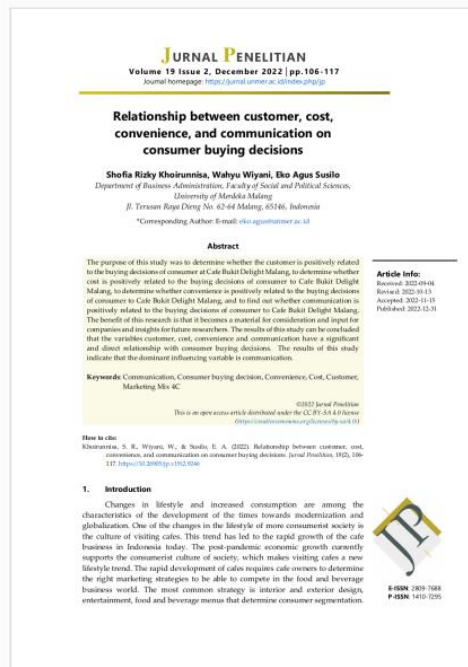 JURNAL PENELITIAN
Volume 19 Issue 2, December 2022 | pp.106-117
Journal homepage: https://jurnal.unmer.ac.id/index.php/jp
Relationship between customer, cost,
convenience, and communication on
consumer buying decisions
Shofia Rizky Khoirunnisa, Wahyu Wiyani, Eko Agus Susilo
Department of Business Administration, Faculty of Social and Political Sciences,
University of Merdeka Malang
Jl. Terusan Raya Dieng No. 62-64 Malang, 65146, Indonesia
*Corresponding Author: E-mail: eko.agus@unmer.ac.id
Abstract
The purpose of this study was to determine whether the customer is positively related
to the buying decisions of consumer at Cafe Bukit Delight Malang, to determine whether
cost is positively related to the buying decisions of consumer to Cafe Bukit Delight
Malang, to determine whether convenience is positively related to the buying decisions
of consumer to Cafe Bukit Delight Malang, and to find out whether communication is
positively related to the buying decisions of consumer to Cafe Bukit Delight Malang.
The benefit of this research is that it becomes a material for consideration and input for
companies and insights for future researchers. The results of this study can be concluded
that the variables customer, cost, convenience and communication have a significant
and direct relationship with consumer buying decisions. The results of this study
indicate that the dominant influencing variable is communication.
Keywords: Communication, Consumer buying decision, Convenience, Cost, Customer,
Marketing Mix 4C
©2022 Jurnal Penelitian
This is an open access article distributed under the CC BY-SA 4.0 license
(https://creativecommons.org/licenses/by-sa/4.0/)
Article Info:
Received: 2022-09-04
Revised: 2022-10-13
Accepted: 2022-11-15
Published: 2022-12-31
How to cite:
Khoirunnisa, S. R., Wiyani, W., & Susilo, E. A. (2022). Relationship between customer, cost,
convenience, and communication on consumer buying decisions. Jurnal Penelitian, 19(2), 106-
117. https://10.26905/jp.v19i2.9246
1. Introduction
Changes in lifestyle and increased consumption are among the
characteristics of the development of the times towards modernization and
globalization. One of the changes in the lifestyle of more consumerist society is
the culture of visiting cafes. This trend has led to the rapid growth of the cafe
business in Indonesia today. The post-pandemic economic growth currently
supports the consumerist culture of society, which makes visiting cafes a new
lifestyle trend. The rapid development of cafes requires cafe owners to determine
the right marketing strategies to be able to compete in the food and beverage
business world. The most common strategy is interior and exterior design,
entertainment, food and beverage menus that determine consumer segmentation.
JP
E-ISSN: 2809-7688
P-ISSN: 1410-7295